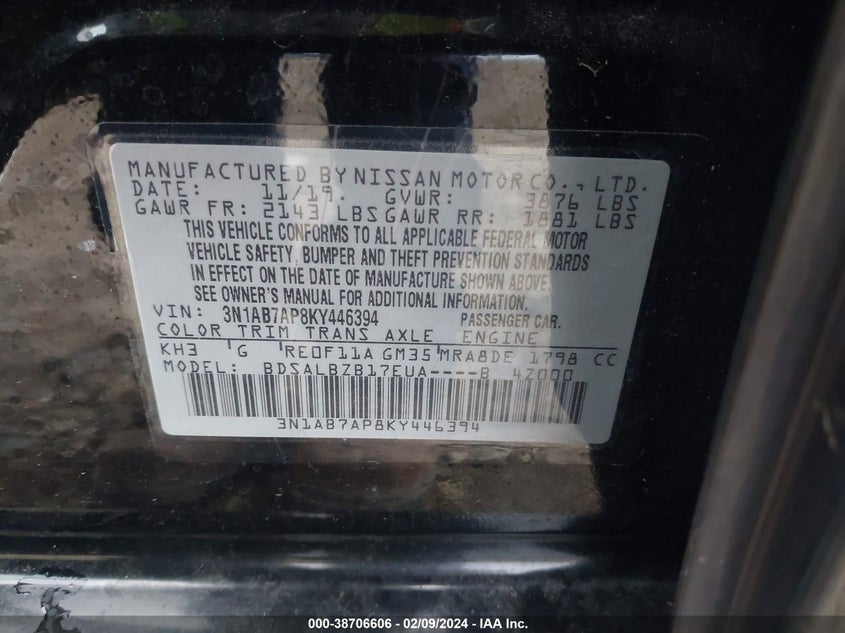 MANUFACTURED BY NISSAN MOTOR CO., LTD.
DATE: 11/19. GVWR: 3876 LBS
GAWR FR: 2143 LBS GAWR RR: 1881 LBS
THIS VEHICLE CONFORMS TO ALL APPLICABLE FEDERAL MOTOR
VEHICLE SAFETY, BUMPER AND THEFT PREVENTION STANDARDS
IN EFFECT ON THE DATE OF MANUFACTURE SHOWN ABOVE.
SEE OWNER'S MANUAL FOR ADDITIONAL INFORMATION.
VIN: 3N1AB7AP8KY446394 PASSENGER CAR.
COLOR TRIM TRANS AXLE ENGINE
KH3 G RE0F11A GM35 MRA8DE 1798 CC
MODEL: BDSALBZB17EUA----B 4Z000
3N1AB7AP8KY446394
000-38706606 - 02/09/2024 - IAA Inc.